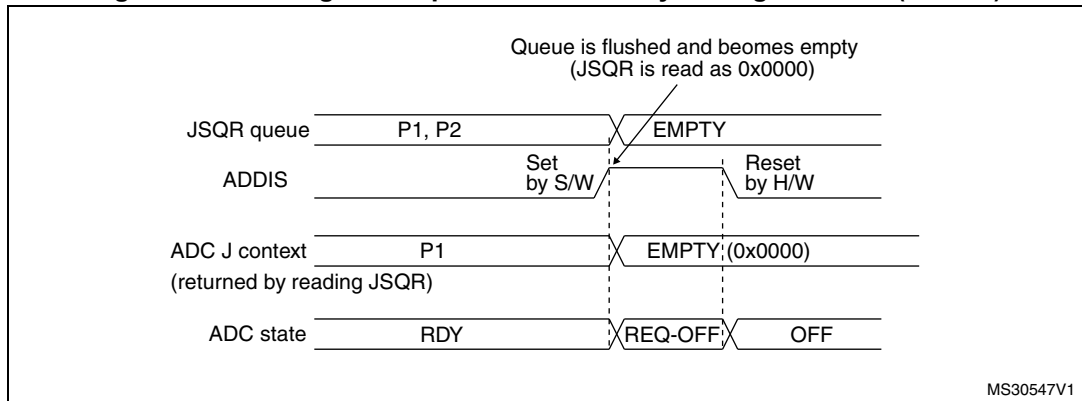 Queue is flushed and beomes empty
(JSQR is read as 0x0000)
JSQR queue P1, P2 EMPTY
ADDIS Set by S/W Reset by H/W
ADC J context P1 EMPTY (0x0000)
(returned by reading JSQR)
ADC state RDY REQ-OFF OFF
MS30547V1